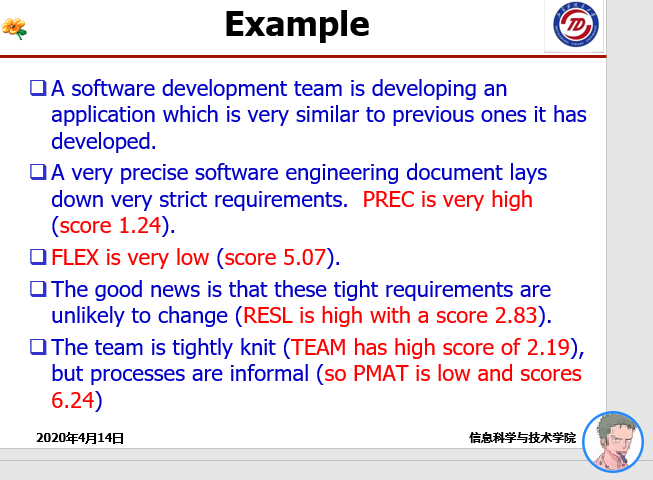 Example
A software development team is developing an
application which is very similar to previous ones it has
developed.
A very precise software engineering document lays
down very strict requirements. PREC is very high
(score 1.24).
FLEX is very low (score 5.07).
The good news is that these tight requirements are
unlikely to change (RESL is high with a score 2.83).
The team is tightly knit (TEAM has high score of 2.19),
but processes are informal (so PMAT is low and scores
6.24)
2020年4月14日
信息科学与技术学院